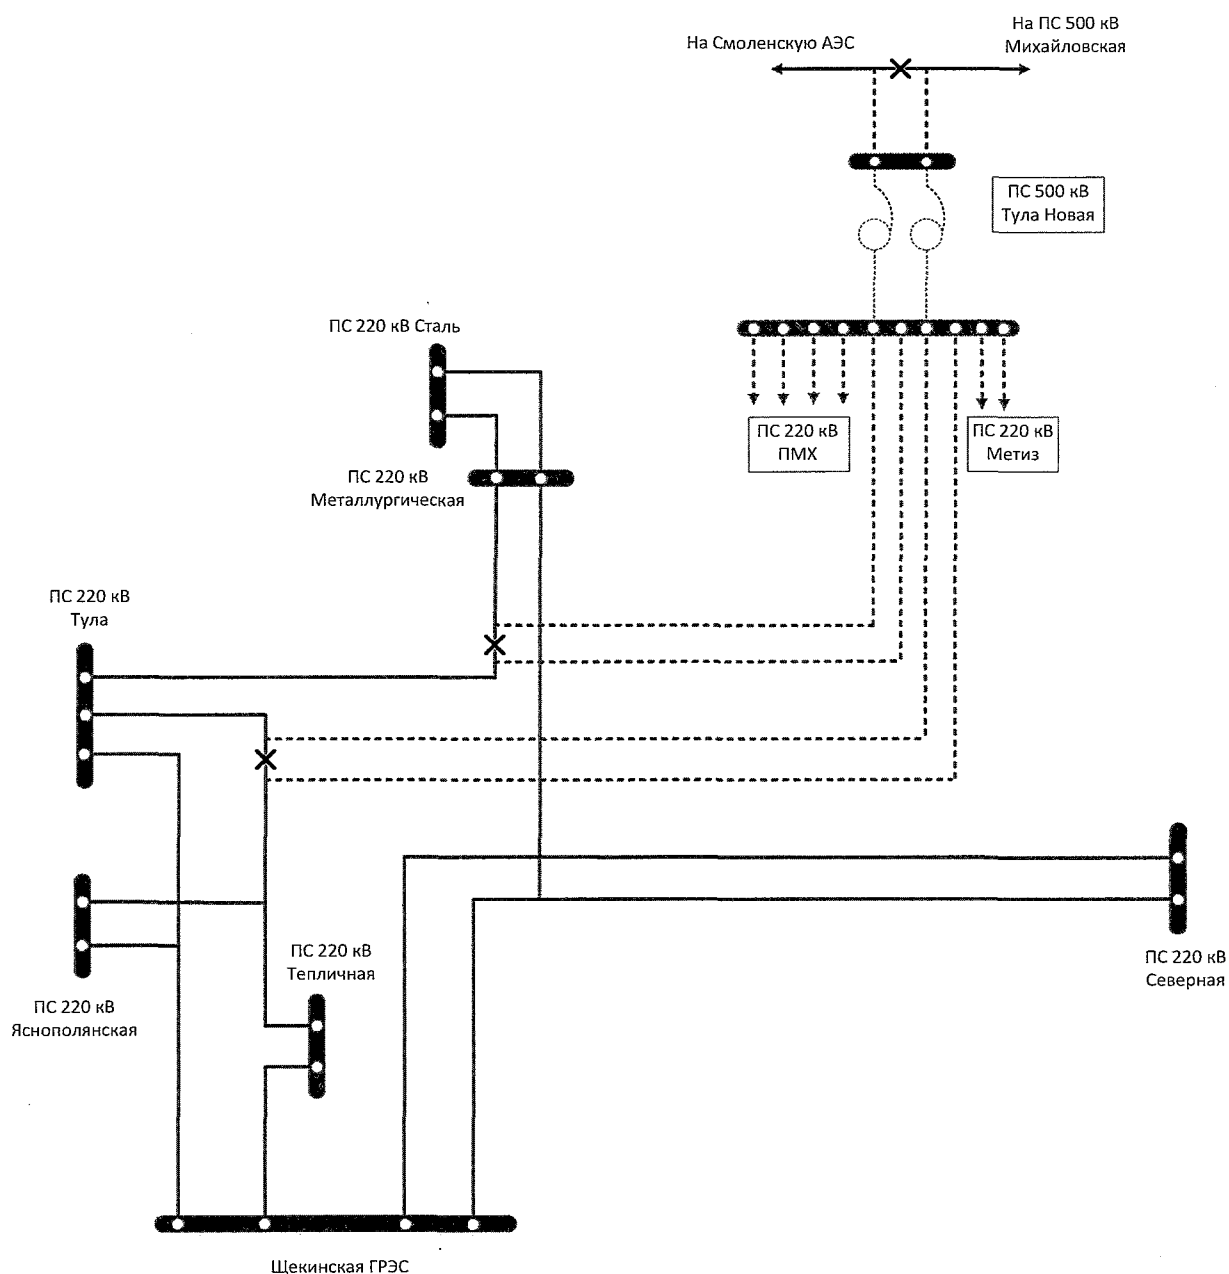 На ПС 500 кВ
Михайловская
На Смоленскую АЭС
ПС 500 кВ
Тула Новая
ПС 220 кВ Сталь
ПС 220 кВ
ПМХ
ПС 220 кВ
Метиз
ПС 220 кВ
Металлургическая
ПС 220 кВ
Тула
ПС 220 кВ
Тепличная
ПС 220 кВ
Северная
ПС 220 кВ
Яснополянская
Щекинская ГРЭС